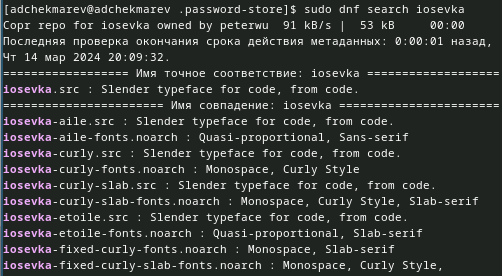 [adchekmarev@adchekmarev .password-store]$ sudo dnf search iosevka
Copr repo for iosevka owned by peterwu  91 kB/s |  53 kB     00:00
Последняя проверка окончания срока действия метаданных: 0:00:01 назад,
Чт 14 мар 2024 20:09:32.
================== Имя точное соответствие: iosevka ===================
iosevka.src : Slender typeface for code, from code.
======================= Имя совпадение: iosevka ========================
iosevka-aile.src : Slender typeface for code, from code.
iosevka-aile-fonts.noarch : Quasi-proportional, Sans-serif
iosevka-curly.src : Slender typeface for code, from code.
iosevka-curly-fonts.noarch : Monospace, Curly Style
iosevka-curly-slab.src : Slender typeface for code, from code.
iosevka-curly-slab-fonts.noarch : Monospace, Curly Style, Slab-serif
iosevka-etoile.src : Slender typeface for code, from code.
iosevka-etoile-fonts.noarch : Quasi-proportional, Slab-serif
iosevka-fixed-curly-fonts.noarch : Monospace, Slab-serif
iosevka-fixed-curly-slab-fonts.noarch : Monospace, Curly Style,